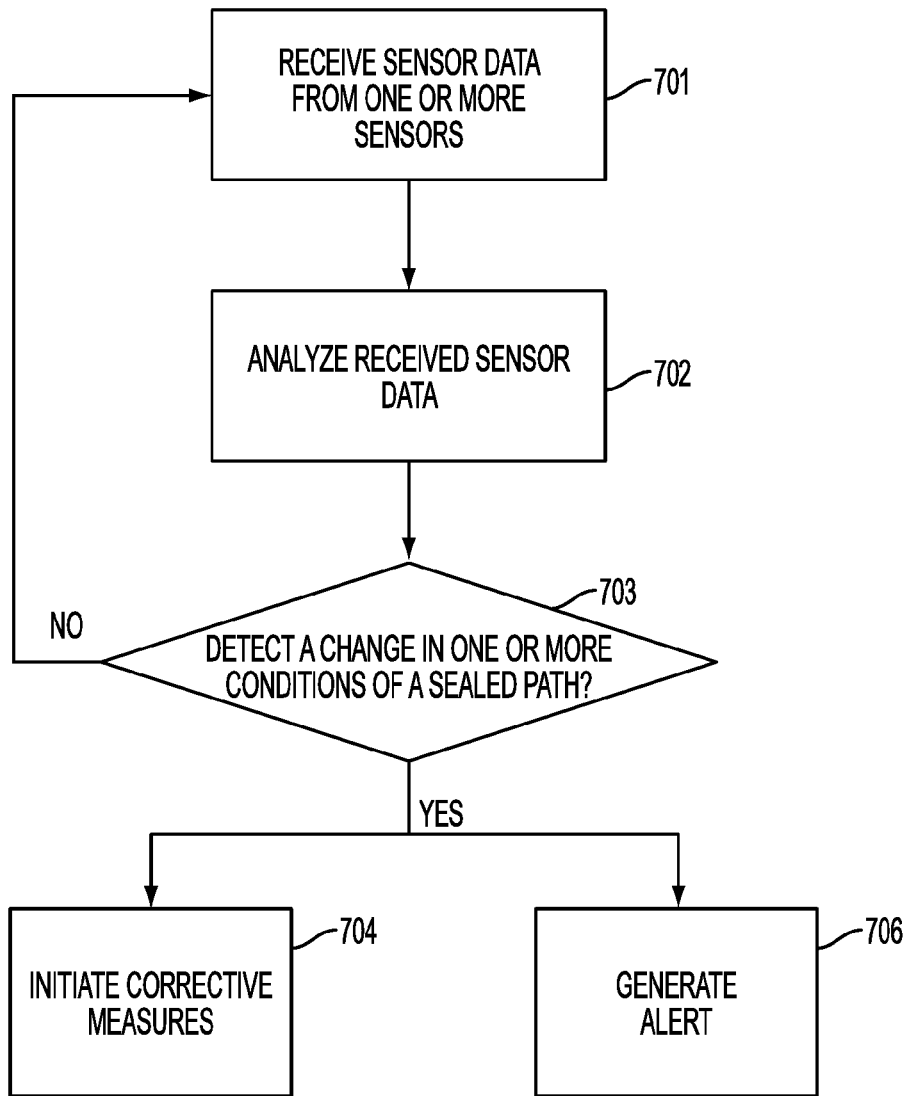 RECEIVE SENSOR DATA
FROM ONE OR MORE
SENSORS
701
ANALYZE RECEIVED SENSOR
DATA
702
703
NO
DETECT A CHANGE IN ONE OR MORE
CONDITIONS OF A SEALED PATH?
YES
704
INITIATE CORRECTIVE
MEASURES
706
GENERATE
ALERT